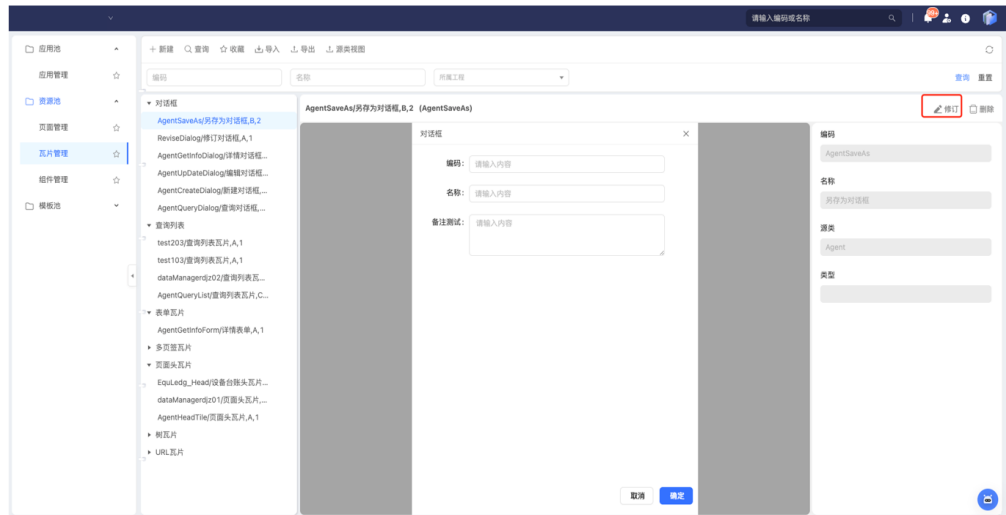 请输入编码或名称
99+
应用池
应用管理
资源池
页面管理
瓦片管理
组件管理
模板池
新建 查询 收藏 导入 导出 源类视图
编码 名称 所属工程 查询 重置
对话框
AgentSaveAs/另存为对话框,B,2
ReviseDialog/修订对话框,A,1
AgentGetInfoDialog/详情对话框...
AgentUpDateDialog/编辑对话框...
AgentCreateDialog/新建对话框,...
AgentQueryDialog/查询对话框,...
查询列表
test203/查询列表瓦片,A,1
test103/查询列表瓦片,A,1
dataManagerdjz02/查询列表瓦...
AgentQueryList/查询列表瓦片,C...
表单瓦片
AgentGetInfoForm/详情表单,A,1
多页签瓦片
页面头瓦片
EquLedg_Head/设备台账头瓦片...
dataManagerdjz01/页面头瓦片,...
AgentHeadTile/页面头瓦片,A,1
树瓦片
URL瓦片
AgentSaveAs/另存为对话框,B,2 (AgentSaveAs)
修订 删除
对话框
编码: 请输入内容
名称: 请输入内容
备注测试: 请输入内容
取消 确定
编码
AgentSaveAs
名称
另存为对话框
源类
Agent
类型